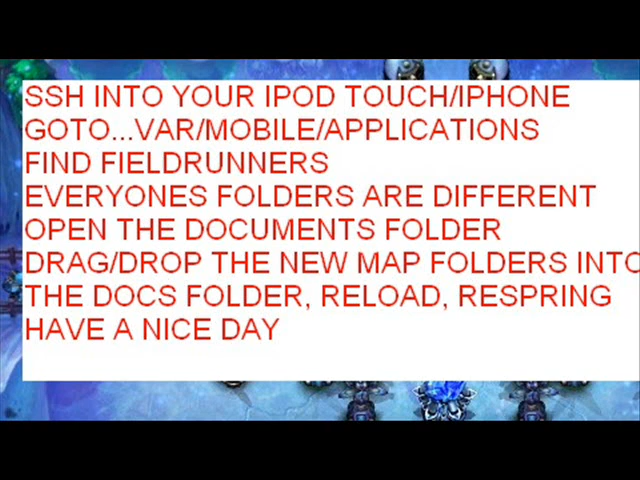 SSH INTO YOUR IPOD TOUCH/IPHONE
GOTO...VAR/MOBILE/APPLICATIONS
FIND FIELDRUNNERS
EVERYONES FOLDERS ARE DIFFERENT
OPEN THE DOCUMENTS FOLDER
DRAG/DROP THE NEW MAP FOLDERS INTO
THE DOCS FOLDER, RELOAD, RESPRING
HAVE A NICE DAY